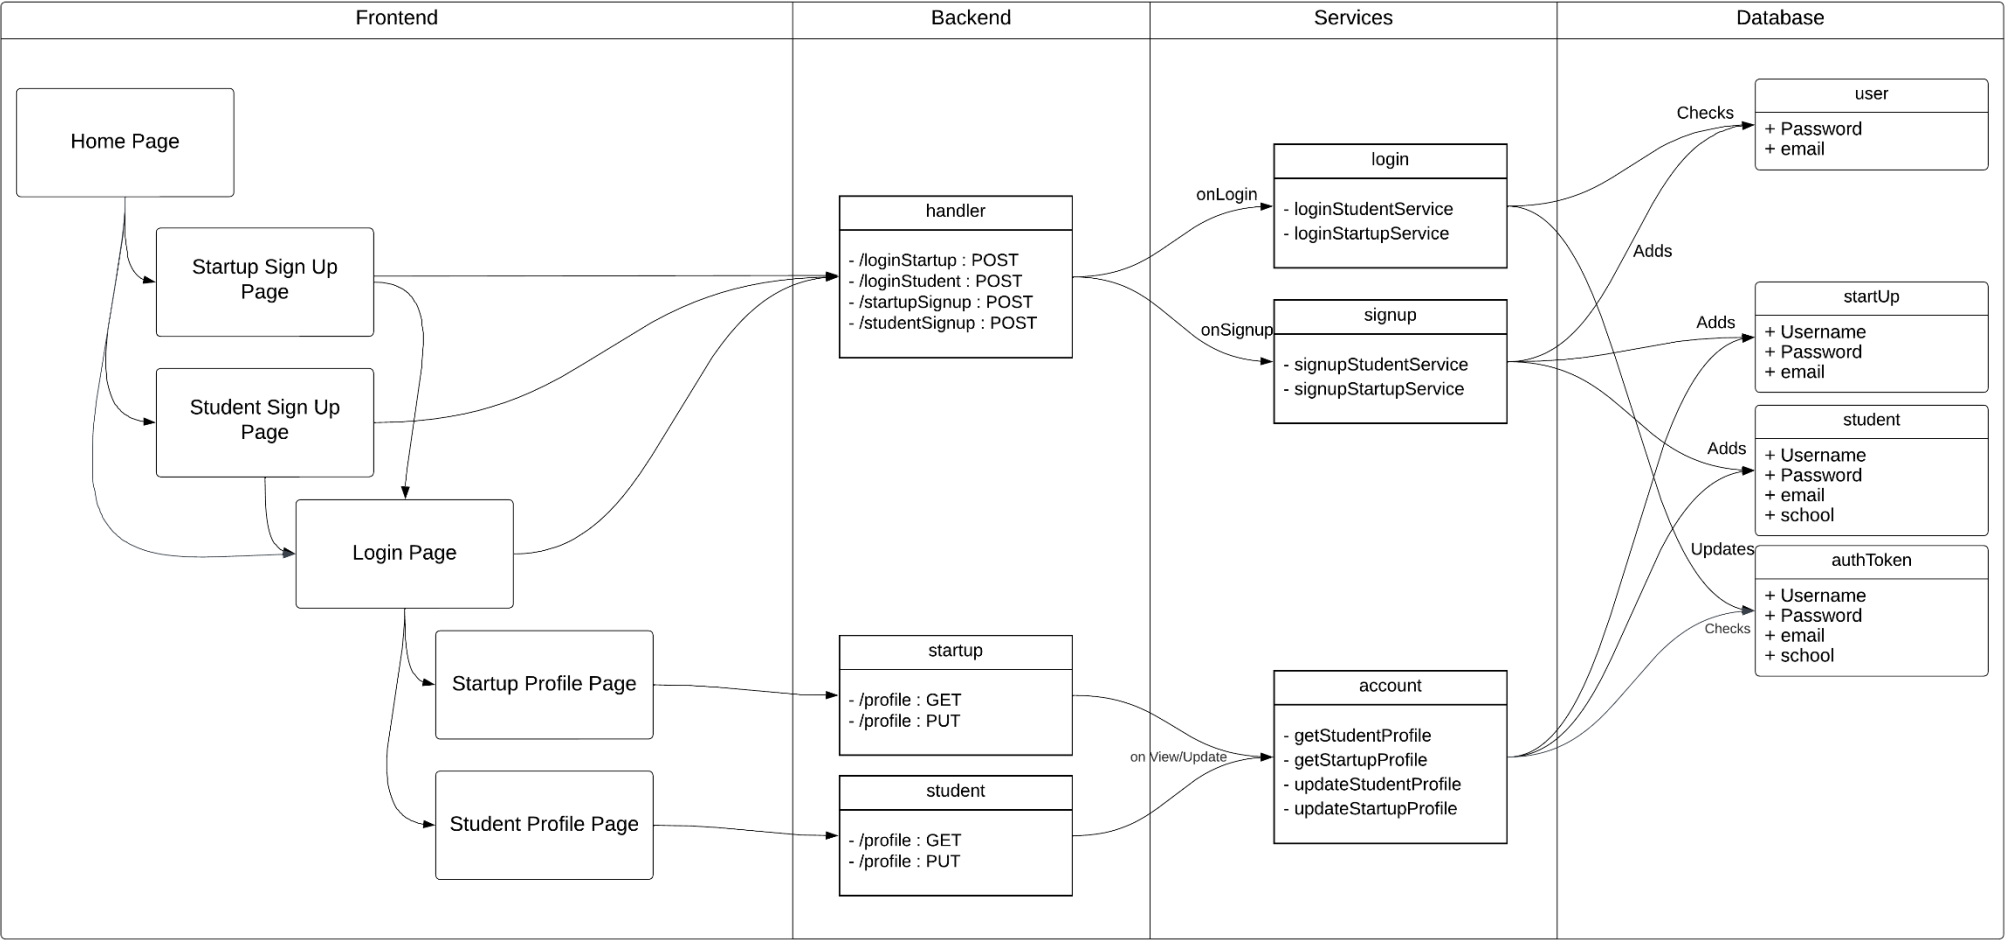 Frontend
Backend
Services
Database
Home Page
Startup Sign Up
Page
Student Sign Up
Page
Login Page
Startup Profile Page
Student Profile Page
handler
- /loginStartup : POST
- /loginStudent : POST
- /startupSignup : POST
- /studentSignup : POST
startup
- /profile : GET
- /profile : PUT
student
- /profile : GET
- /profile : PUT
onLogin
onSignup
on View/Update
login
- loginStudentService
- loginStartupService
signup
- signupStudentService
- signupStartupService
account
- getStudentProfile
- getStartupProfile
- updateStudentProfile
- updateStartupProfile
Checks
Adds
Adds
Adds
Updates
Checks
user
+ Password
+ email
startUp
+ Username
+ Password
+ email
student
+ Username
+ Password
+ email
+ school
authToken
+ Username
+ Password
+ email
+ school